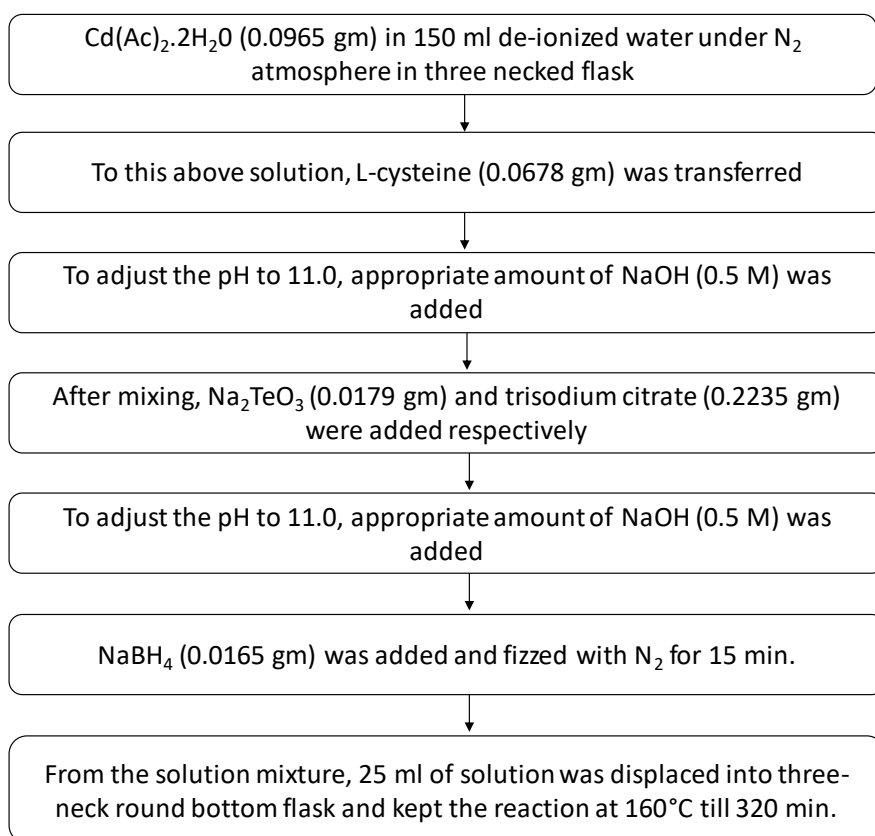 Cd(Ac)₂.2H₂0 (0.0965 gm) in 150 ml de-ionized water under N₂
atmosphere in three necked flask
To this above solution, L-cysteine (0.0678 gm) was transferred
To adjust the pH to 11.0, appropriate amount of NaOH (0.5 M) was
added
After mixing, Na₂TeO₃ (0.0179 gm) and trisodium citrate (0.2235 gm)
were added respectively
To adjust the pH to 11.0, appropriate amount of NaOH (0.5 M) was
added
NaBH₄ (0.0165 gm) was added and fizzed with N₂ for 15 min.
From the solution mixture, 25 ml of solution was displaced into three-
neck round bottom flask and kept the reaction at 160°C till 320 min.